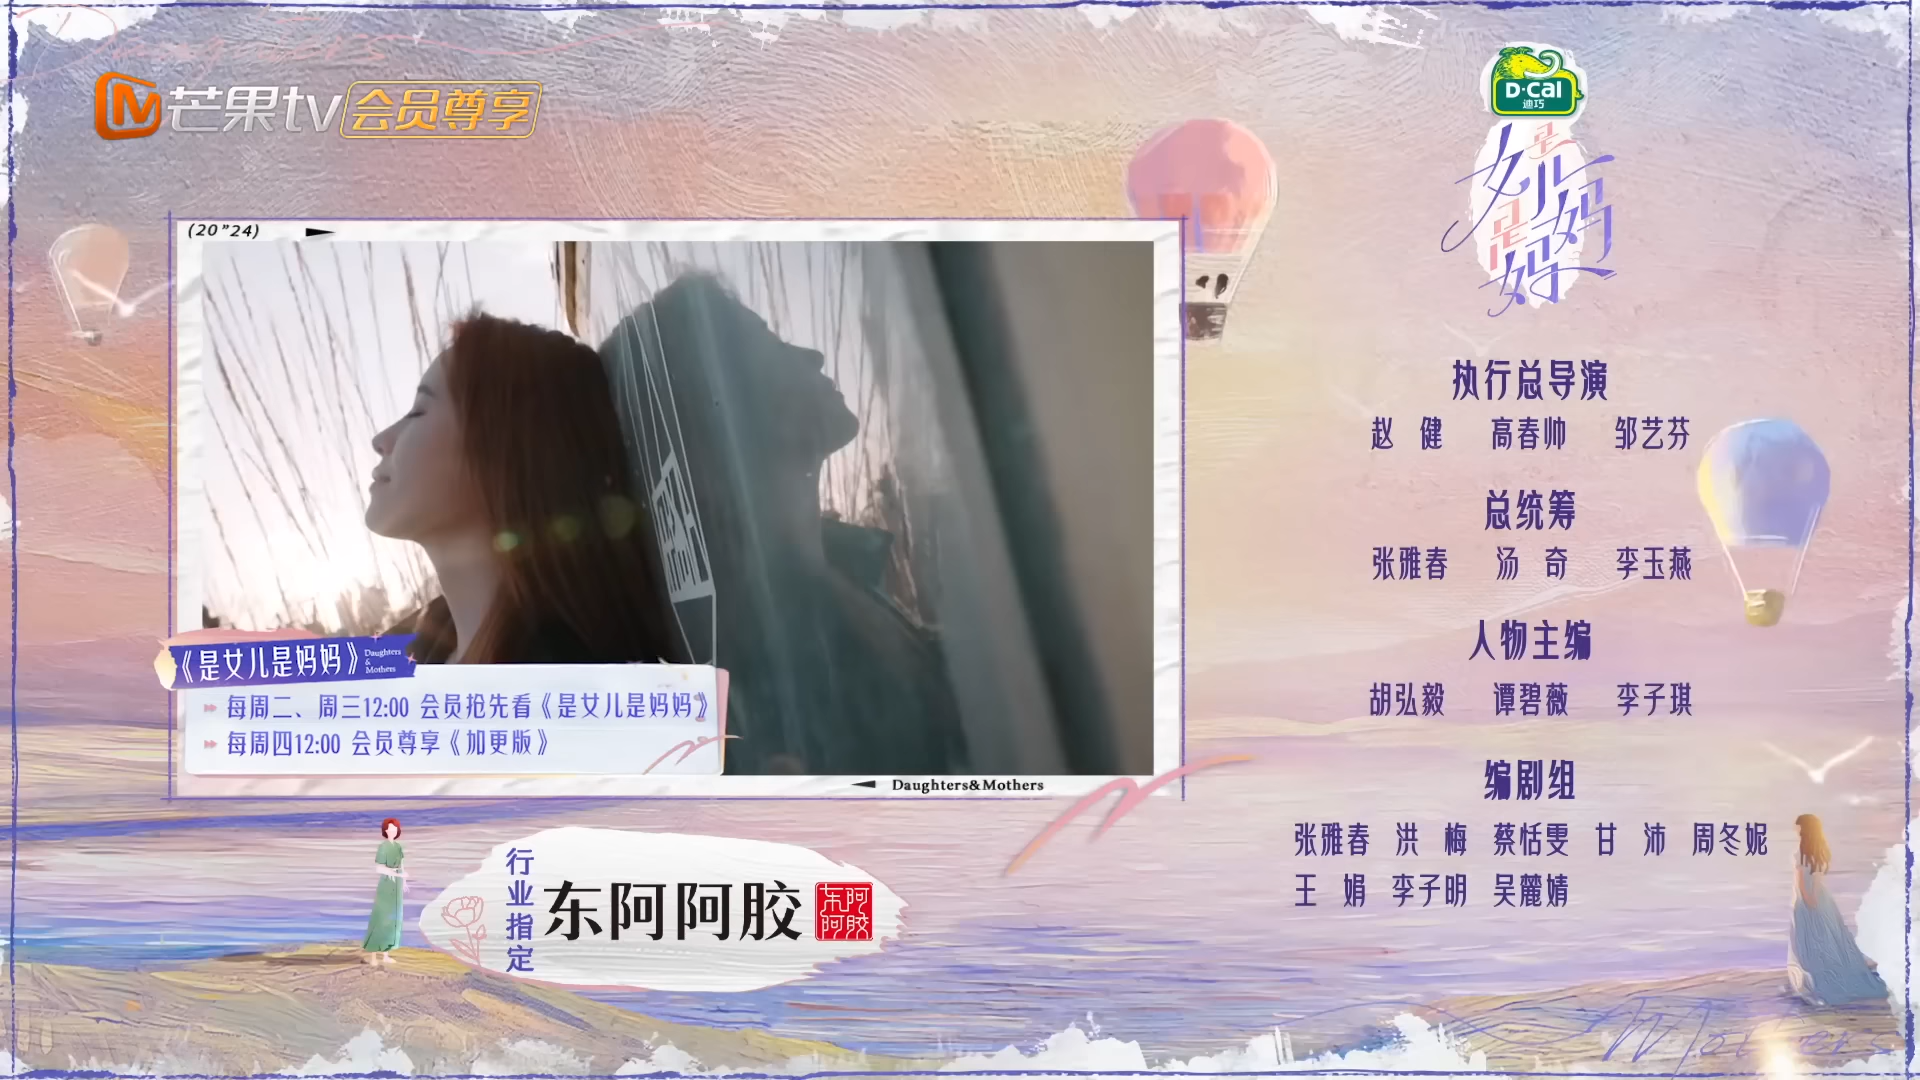 芒果tv会员尊享
D·Cal
迪巧
是女儿是妈妈
(20”24)
《是女儿是妈妈》
Daughters
&
Mothers
每周二、周三12:00 会员抢先看《是女儿是妈妈》
每周四12:00 会员尊享《加更版》
Daughters&Mothers
行业指定
东阿阿胶
东阿阿胶
执行总导演
赵 健 高春帅 邹艺芬
总统筹
张雅春 汤 奇 李玉燕
人物主编
胡弘毅 谭碧薇 李子琪
编剧组
张雅春 洪 梅 蔡恬雯 甘 沛 周冬妮
王 娟 李子明 吴麓婧
Mothers